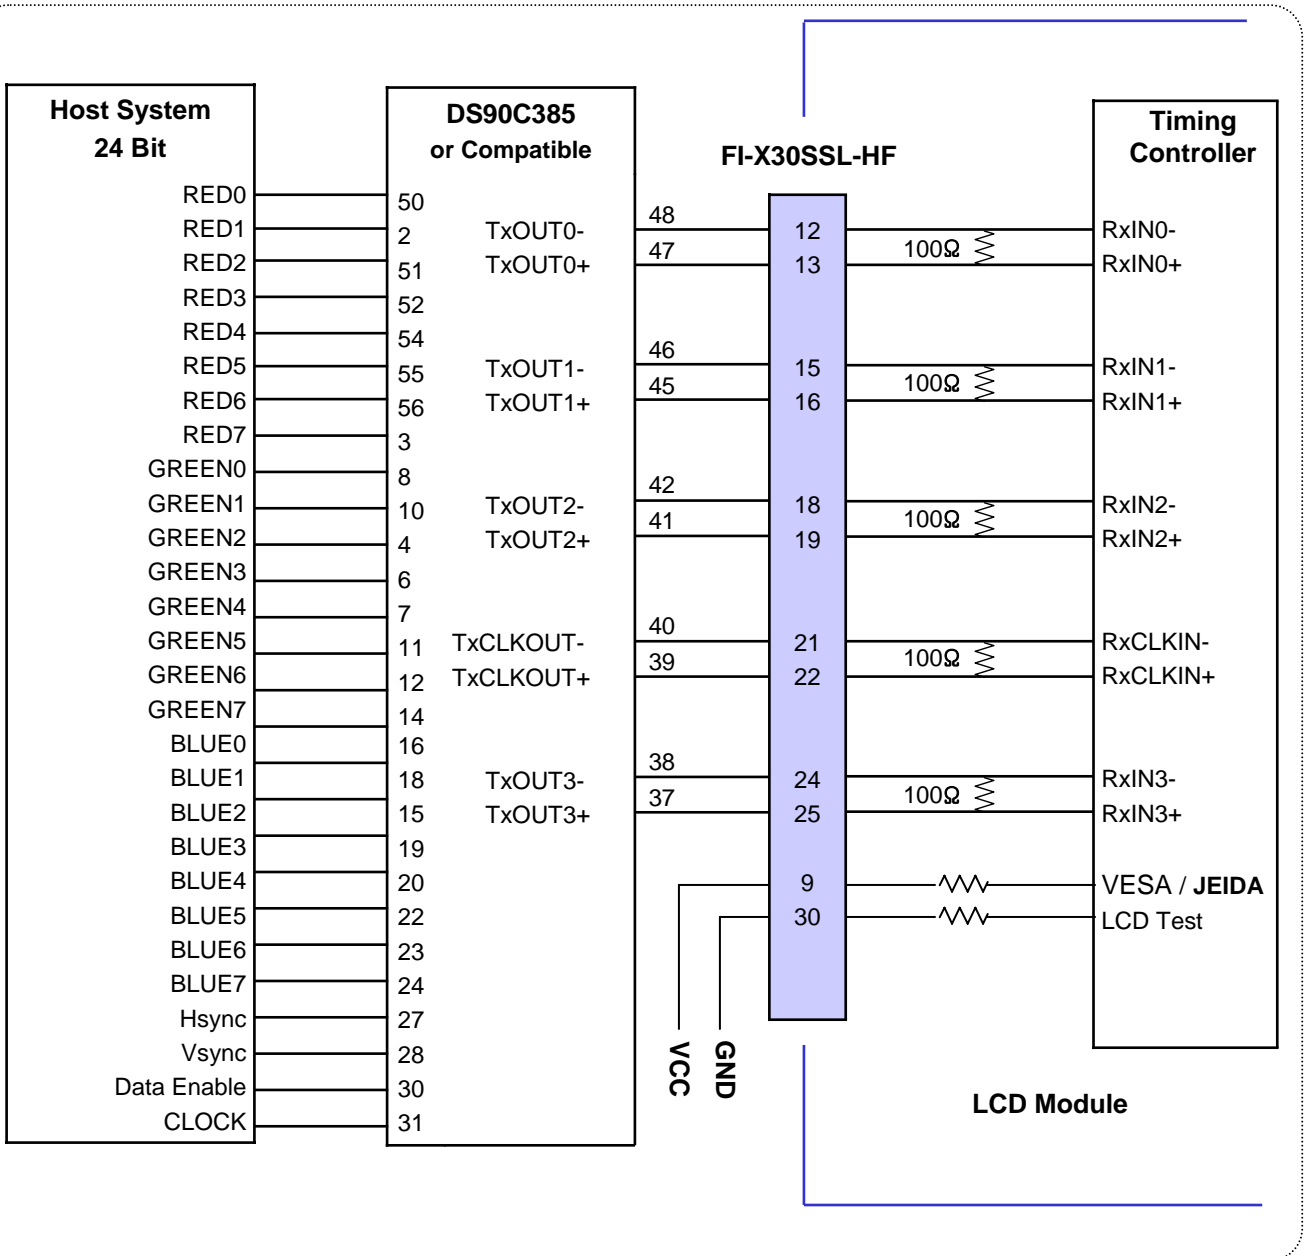 Host System
24 Bit
RED0
RED1
RED2
RED3
RED4
RED5
RED6
RED7
GREEN0
GREEN1
GREEN2
GREEN3
GREEN4
GREEN5
GREEN6
GREEN7
BLUE0
BLUE1
BLUE2
BLUE3
BLUE4
BLUE5
BLUE6
BLUE7
Hsync
Vsync
Data Enable
CLOCK
DS90C385
or Compatible
50
2
51
52
54
55
56
3
8
10
4
6
7
11
12
14
16
18
15
19
20
22
23
24
27
28
30
31
TxOUT0-
TxOUT0+
TxOUT1-
TxOUT1+
TxOUT2-
TxOUT2+
TxCLKOUT-
TxCLKOUT+
TxOUT3-
TxOUT3+
48
47
46
45
42
41
40
39
38
37
VCC
GND
FI-X30SSL-HF
12
13
15
16
18
19
21
22
24
25
9
30
100Ω
100Ω
100Ω
100Ω
100Ω
Timing
Controller
RxIN0-
RxIN0+
RxIN1-
RxIN1+
RxIN2-
RxIN2+
RxCLKIN-
RxCLKIN+
RxIN3-
RxIN3+
VESA / JEIDA
LCD Test
LCD Module